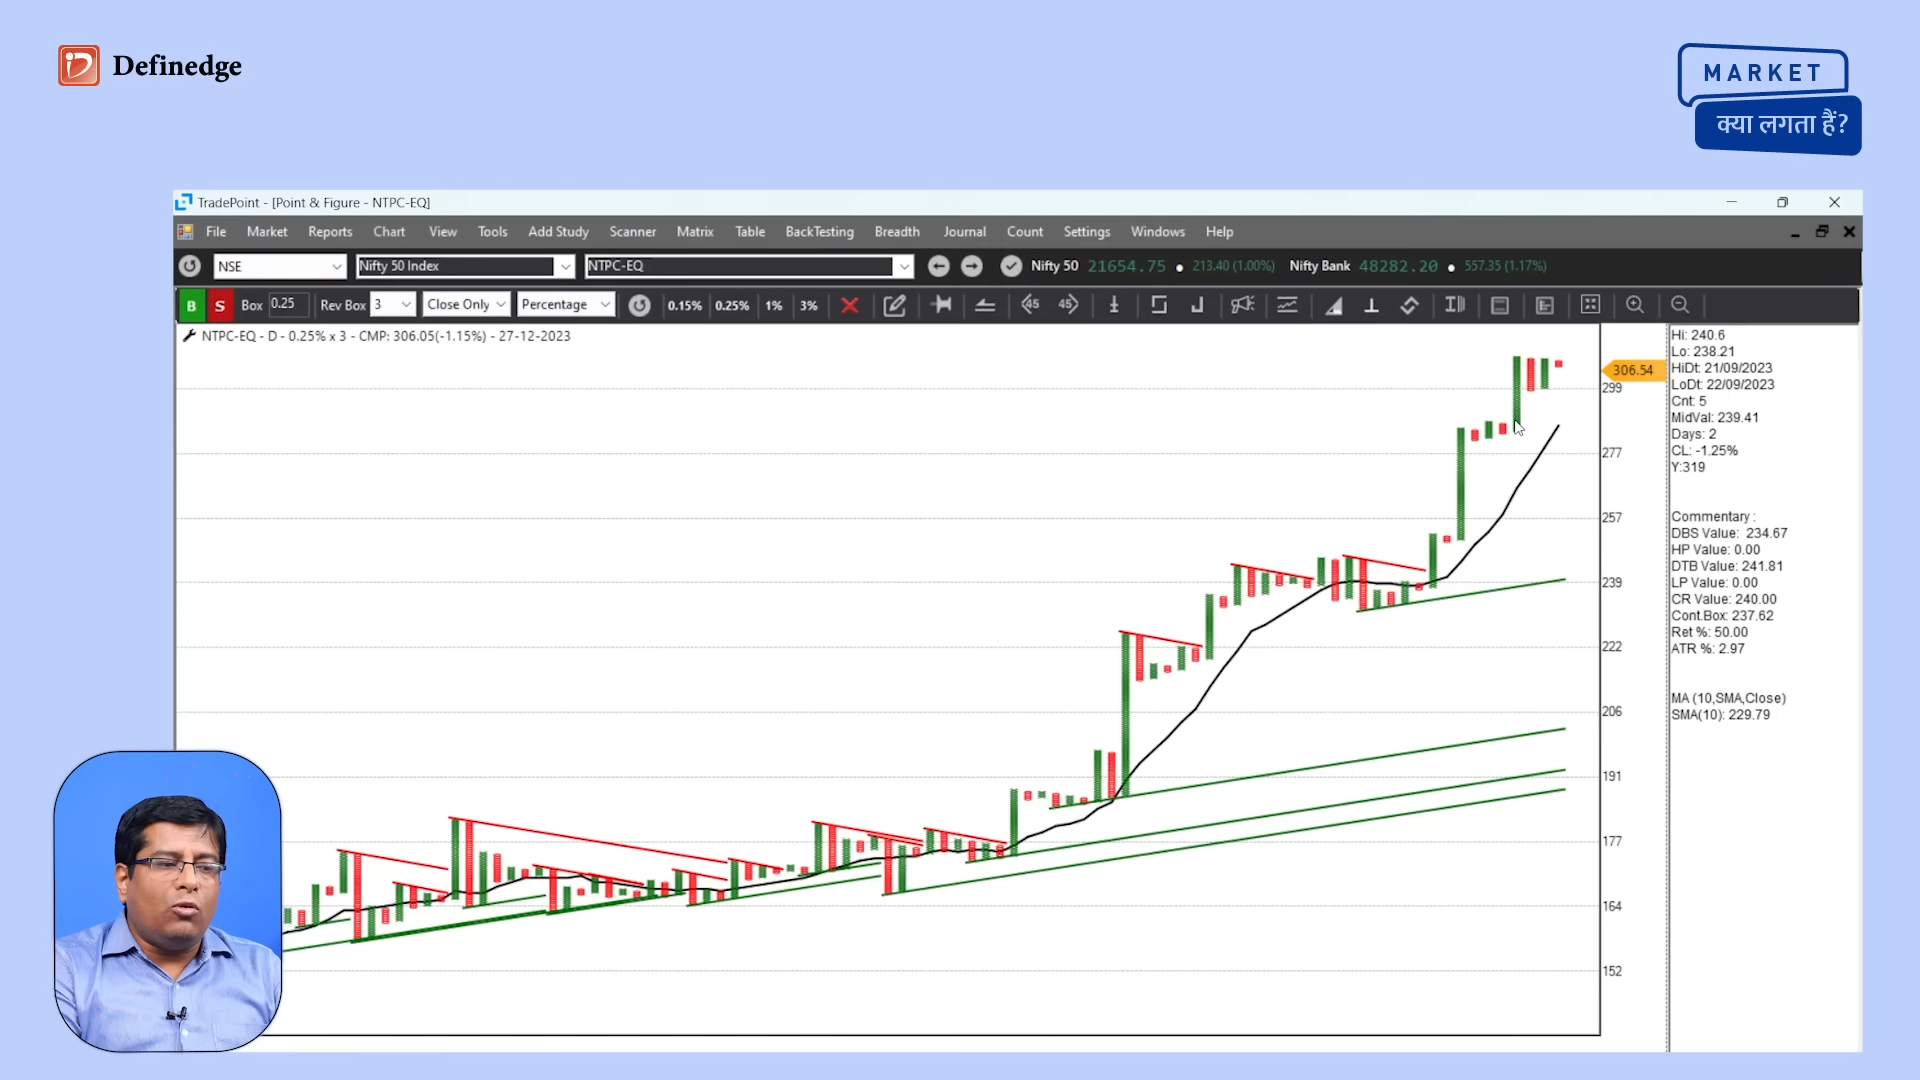 Definedge
MARKET
क्या लगता हैं?
TradePoint - [Point & Figure - NTPC-EQ]
File Market Reports Chart View Tools Add Study Scanner Matrix Table BackTesting Breadth Journal Count Settings Windows Help
NSE Nifty 50 Index NTPC-EQ Nifty 50 21654.75 213.40 (1.00%) Nifty Bank 48282.20 557.35 (1.17%)
B S Box 0.25 Rev Box 3 Close Only Percentage 0.15% 0.25% 1% 3% 45 45
NTPC-EQ - D - 0.25% x 3 - CMP: 306.05(-1.15%) - 27-12-2023
306.54
299
277
257
239
222
206
191
177
164
152
Hi: 240.6
Lo: 238.21
HiDt: 21/09/2023
LoDt: 22/09/2023
Cnt: 5
MidVal: 239.41
Days: 2
CL: -1.25%
Y:319
Commentary :
DBS Value: 234.67
HP Value: 0.00
DTB Value: 241.81
LP Value: 0.00
CR Value: 240.00
Cont.Box: 237.62
Ret %: 50.00
ATR %: 2.97
MA (10,SMA,Close)
SMA(10): 229.79